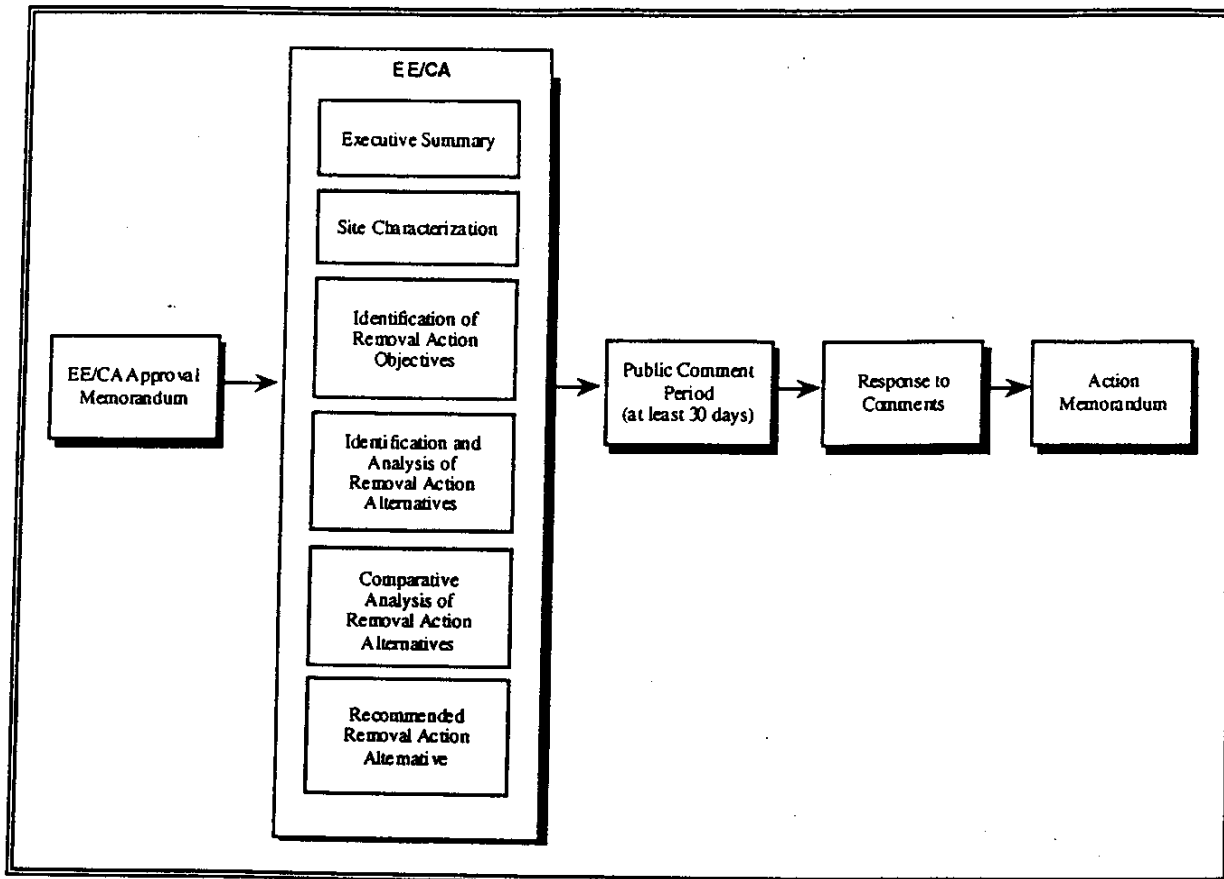 EE/CA Approval
Memorandum
EE/CA
Executive Summary
Site Characterization
Identification of
Removal Action
Objectives
Identification and
Analysis of
Removal Action
Alternatives
Comparative
Analysis of
Removal Action
Alternatives
Recommended
Removal Action
Alternative
Public Comment
Period
(at least 30 days)
Response to
Comments
Action
Memorandum